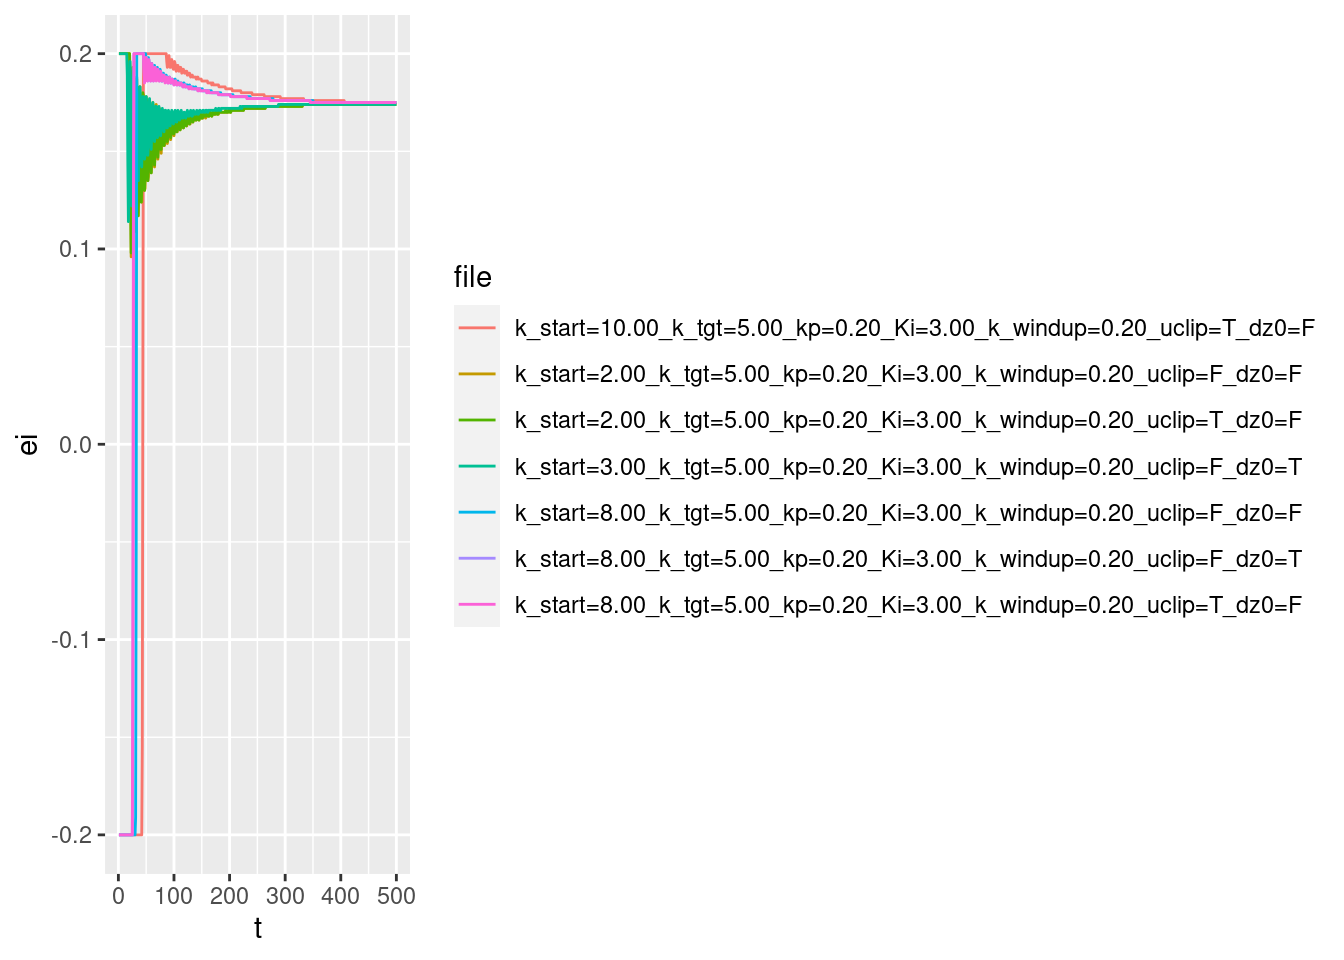 0.2
0.1
0.0
-0.1
-0.2
ei
0 100 200 300 400 500
t
file
k_start=10.00_k_tgt=5.00_kp=0.20_Ki=3.00_k_windup=0.20_uclip=T_dz0=F
k_start=2.00_k_tgt=5.00_kp=0.20_Ki=3.00_k_windup=0.20_uclip=F_dz0=F
k_start=2.00_k_tgt=5.00_kp=0.20_Ki=3.00_k_windup=0.20_uclip=T_dz0=F
k_start=3.00_k_tgt=5.00_kp=0.20_Ki=3.00_k_windup=0.20_uclip=F_dz0=T
k_start=8.00_k_tgt=5.00_kp=0.20_Ki=3.00_k_windup=0.20_uclip=F_dz0=F
k_start=8.00_k_tgt=5.00_kp=0.20_Ki=3.00_k_windup=0.20_uclip=F_dz0=T
k_start=8.00_k_tgt=5.00_kp=0.20_Ki=3.00_k_windup=0.20_uclip=T_dz0=F